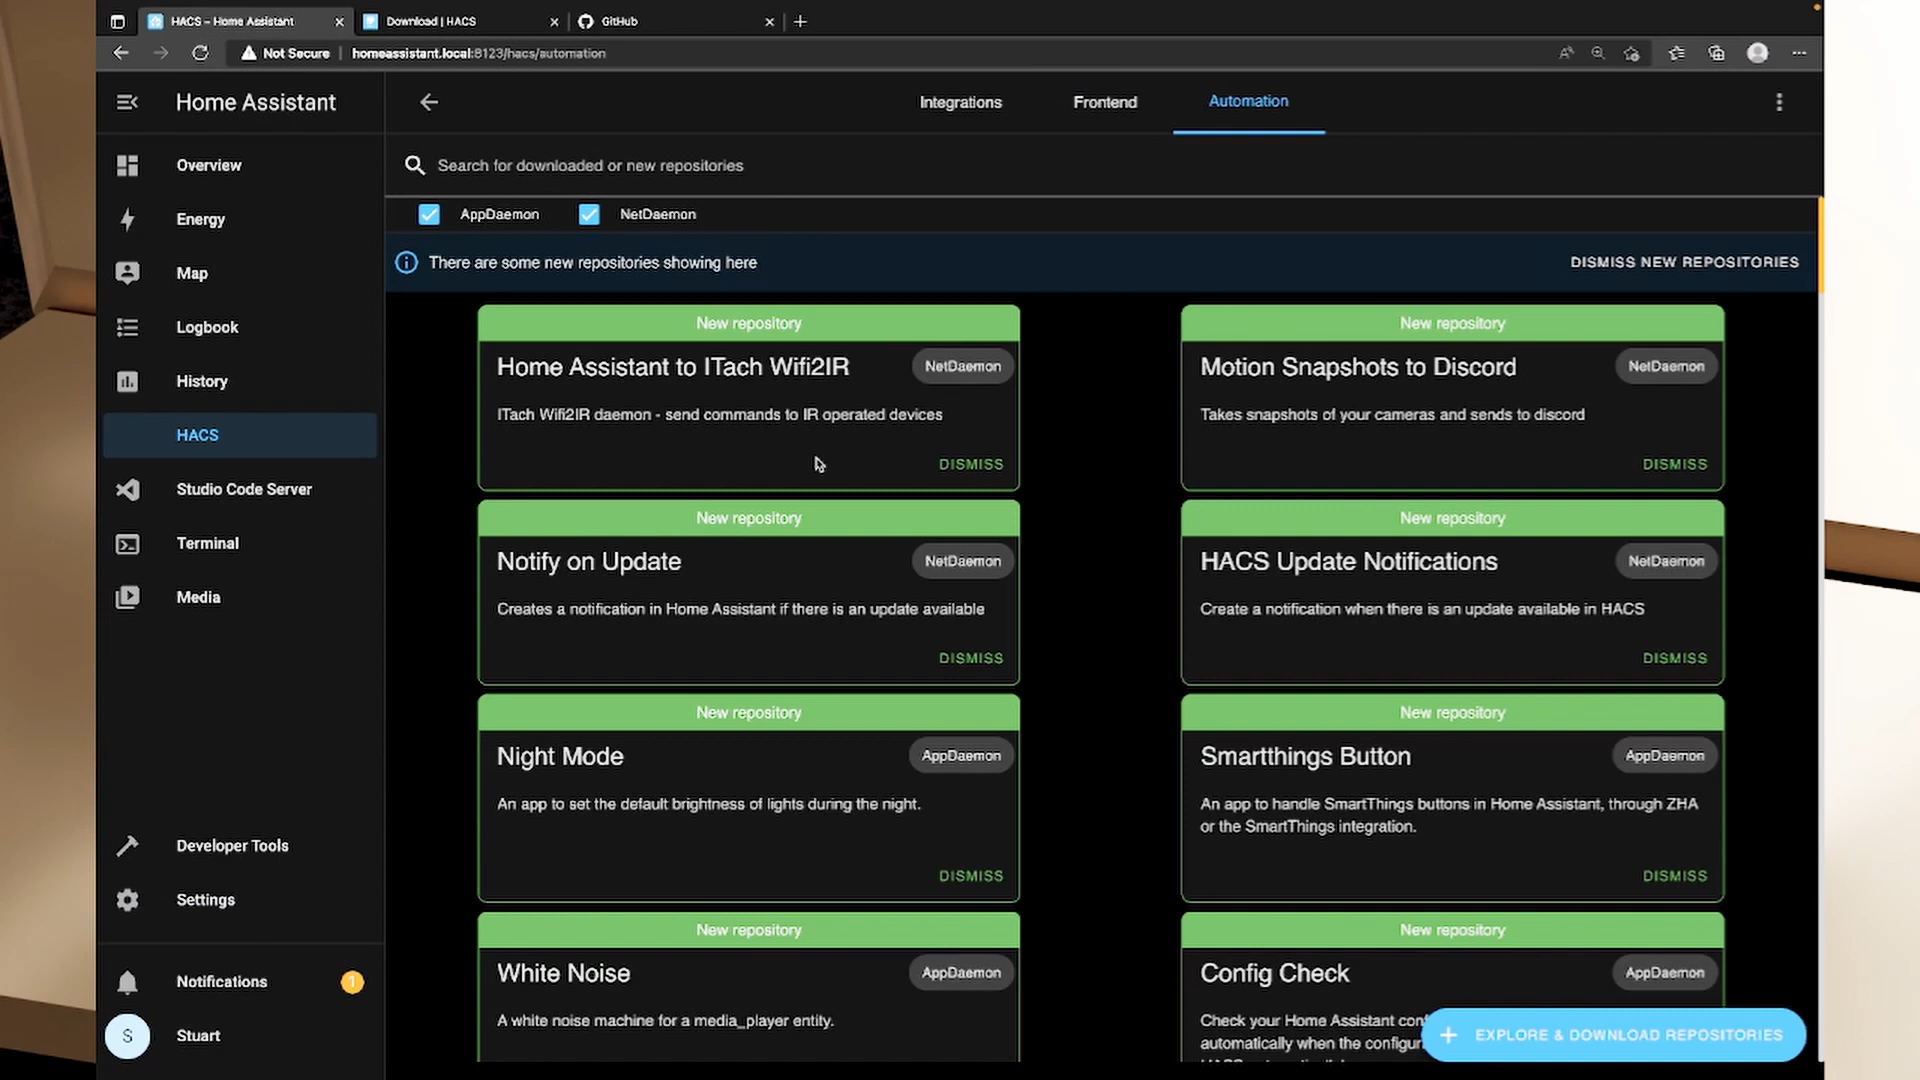 HACS – Home Assistant
Download | HACS
GitHub
Not Secure
homeassistant.local:8123/hacs/automation
Home Assistant
Integrations
Frontend
Automation
Overview
Energy
Map
Logbook
History
HACS
Studio Code Server
Terminal
Media
Developer Tools
Settings
Notifications
1
S
Stuart
Search for downloaded or new repositories
AppDaemon
NetDaemon
There are some new repositories showing here
DISMISS NEW REPOSITORIES
New repository
Home Assistant to ITach Wifi2IR
NetDaemon
ITach Wifi2IR daemon - send commands to IR operated devices
DISMISS
New repository
Motion Snapshots to Discord
NetDaemon
Takes snapshots of your cameras and sends to discord
DISMISS
New repository
Notify on Update
NetDaemon
Creates a notification in Home Assistant if there is an update available
DISMISS
New repository
HACS Update Notifications
NetDaemon
Create a notification when there is an update available in HACS
DISMISS
New repository
Night Mode
AppDaemon
An app to set the default brightness of lights during the night.
DISMISS
New repository
Smartthings Button
AppDaemon
An app to handle SmartThings buttons in Home Assistant, through ZHA
or the SmartThings integration.
DISMISS
New repository
White Noise
AppDaemon
A white noise machine for a media_player entity.
New repository
Config Check
AppDaemon
Check your Home Assistant
automatically when the
EXPLORE & DOWNLOAD REPOSITORIES